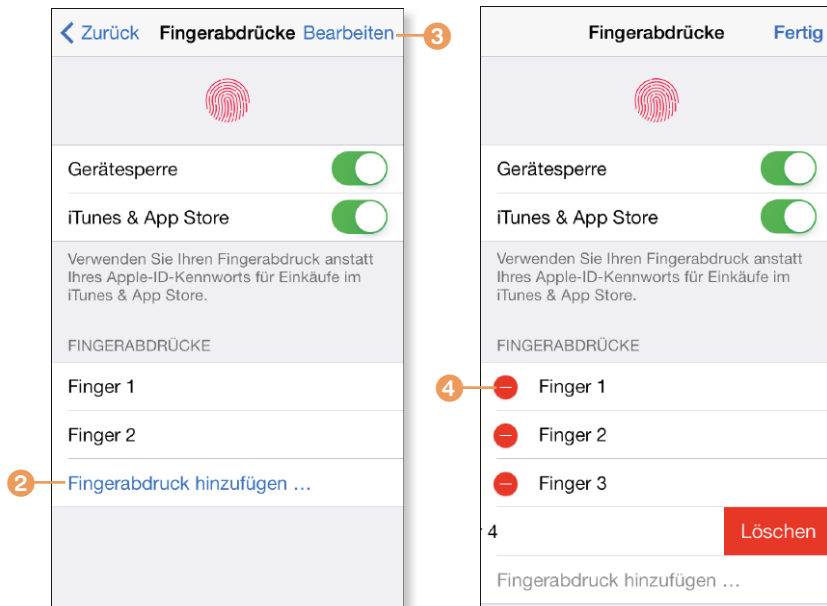 Zurück Fingerabdrücke Bearbeiten 3
Gerätesperre
iTunes & App Store
Verwenden Sie Ihren Fingerabdruck anstatt
Ihres Apple-ID-Kennworts für Einkäufe im
iTunes & App Store.
FINGERABDRÜCKE
Finger 1
Finger 2
2 Fingerabdruck hinzufügen …
Fingerabdrücke Fertig
Gerätesperre
iTunes & App Store
Verwenden Sie Ihren Fingerabdruck anstatt
Ihres Apple-ID-Kennworts für Einkäufe im
iTunes & App Store.
FINGERABDRÜCKE
4 Finger 1
Finger 2
Finger 3
4 Löschen
Fingerabdruck hinzufügen …